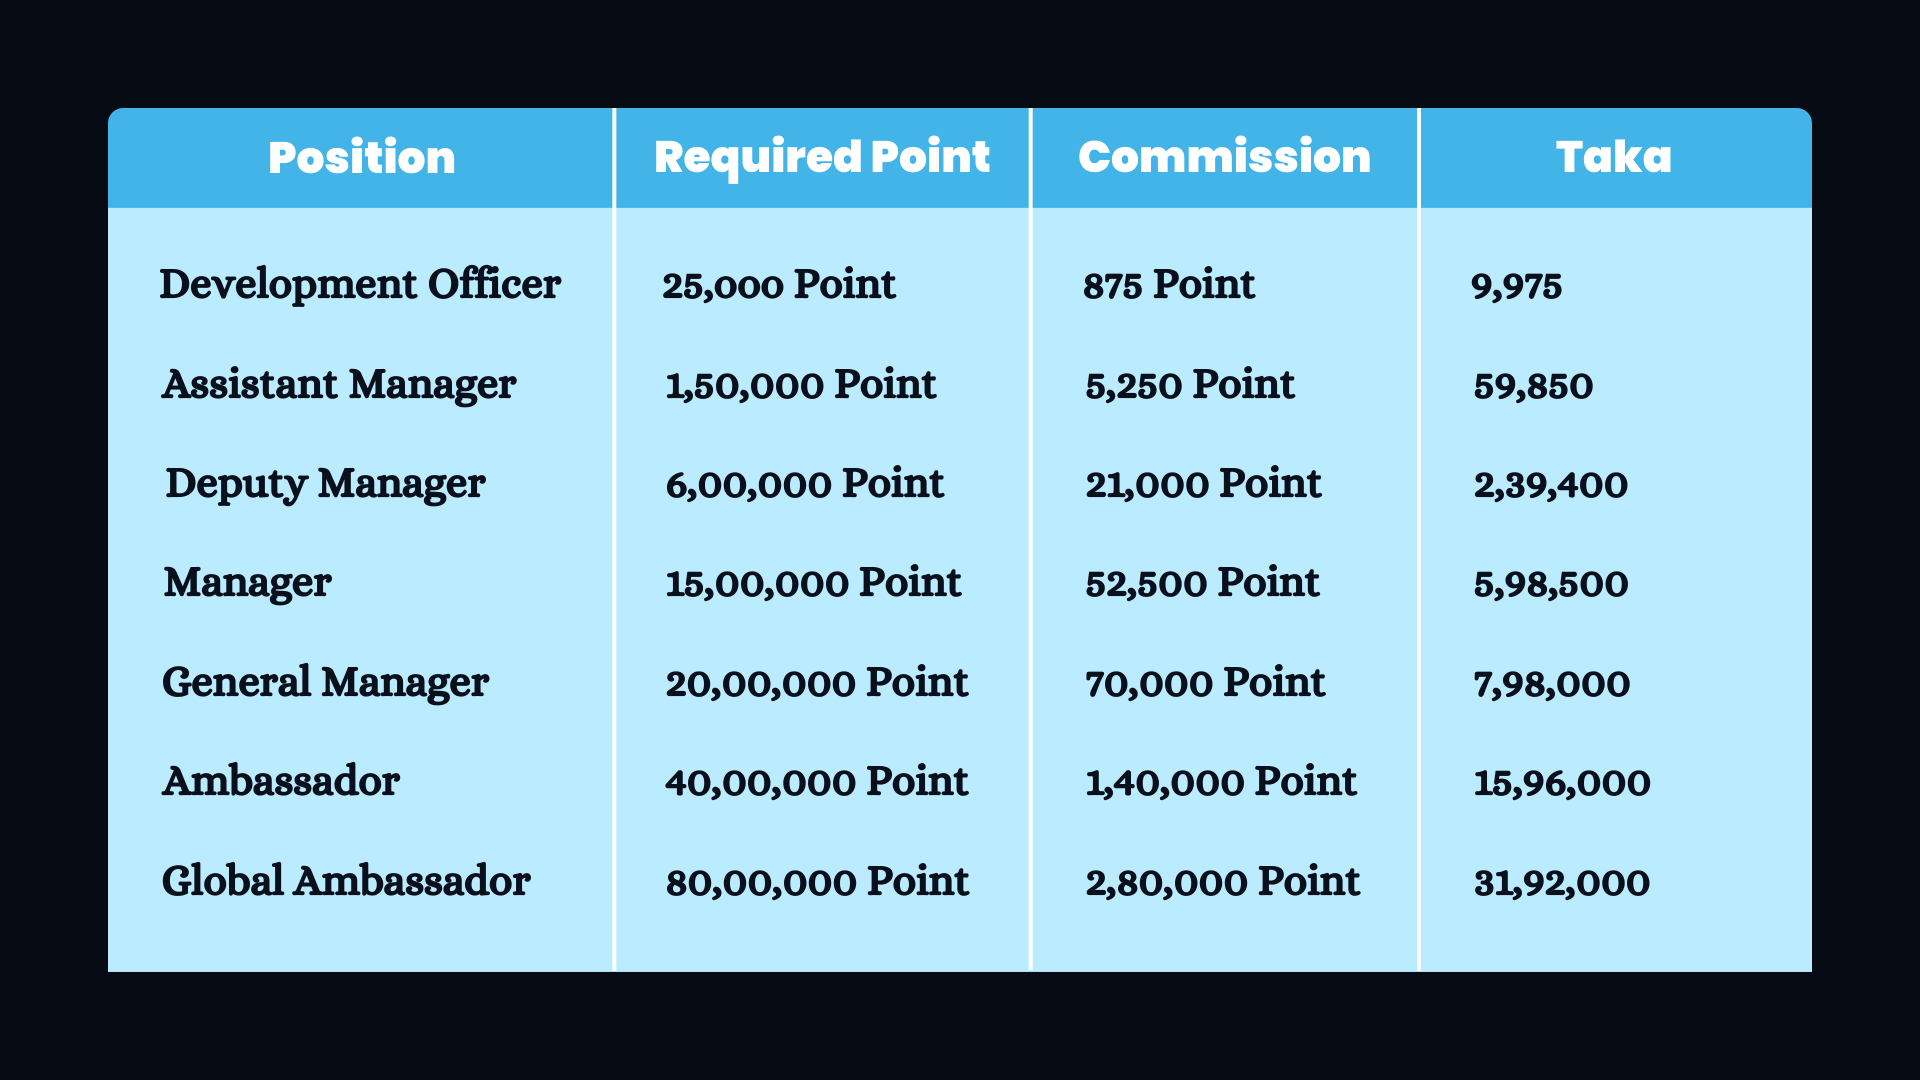 Position Required Point Commission Taka
Development Officer 25,000 Point 875 Point 9,975
Assistant Manager 1,50,000 Point 5,250 Point 59,850
Deputy Manager 6,00,000 Point 21,000 Point 2,39,400
Manager 15,00,000 Point 52,500 Point 5,98,500
General Manager 20,00,000 Point 70,000 Point 7,98,000
Ambassador 40,00,000 Point 1,40,000 Point 15,96,000
Global Ambassador 80,00,000 Point 2,80,000 Point 31,92,000